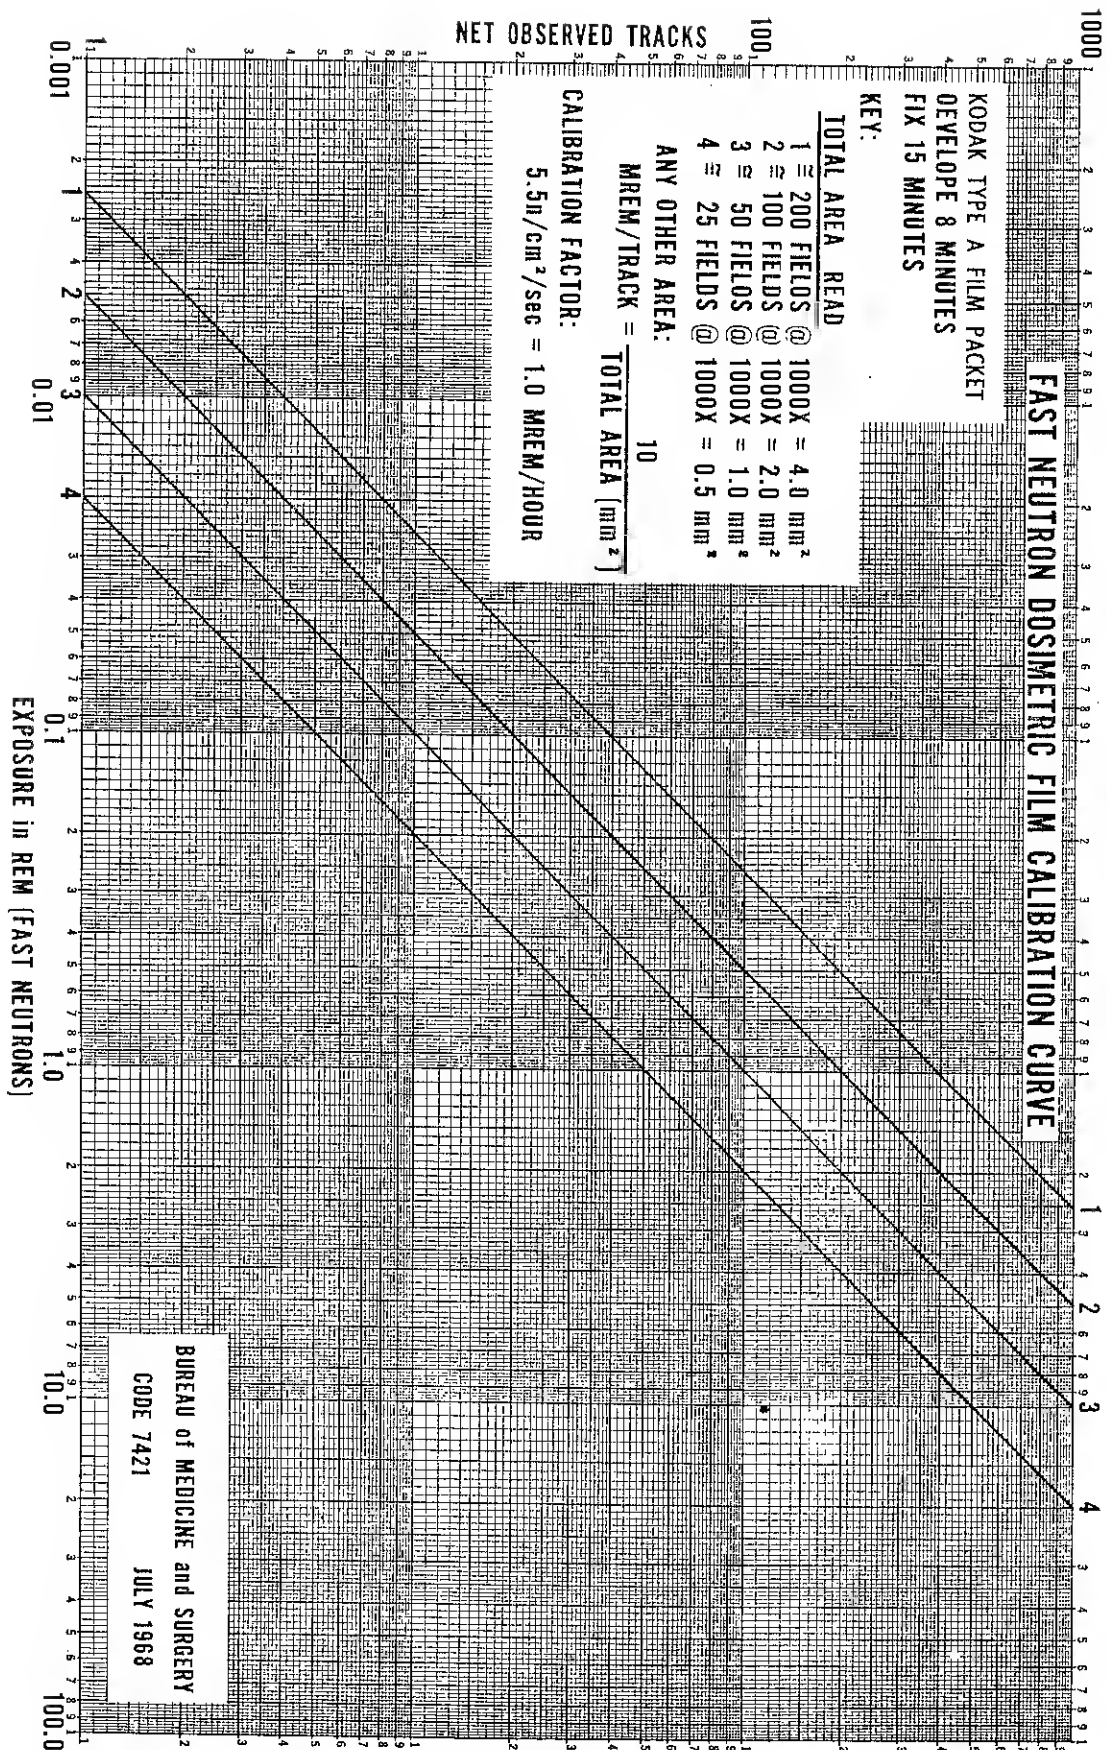 FAST NEUTRON DOSIMETRIC FILM CALIBRATION CURVE
KODAK TYPE A FILM PACKET
DEVELOPE 8 MINUTES
FIX 15 MINUTES
KEY:
TOTAL AREA READ
1 ≅ 200 FIELDS @ 1000X = 4.0 mm²
2 ≅ 100 FIELDS @ 1000X = 2.0 mm²
3 ≅ 50 FIELDS @ 1000X = 1.0 mm²
4 ≅ 25 FIELDS @ 1000X = 0.5 mm²
ANY OTHER AREA:
MREM/TRACK = 10
TOTAL AREA (mm²)
CALIBRATION FACTOR:
5.5n/cm²/sec = 1.0 MREM/HOUR
NET OBSERVED TRACKS
1000
100
1
1
2
3
4
1
2
3
4
0.001
0.01
0.1
1.0
10.0
100.0
EXPOSURE in REM (FAST NEUTRONS)
BUREAU of MEDICINE and SURGERY
CODE 7421 JULY 1968